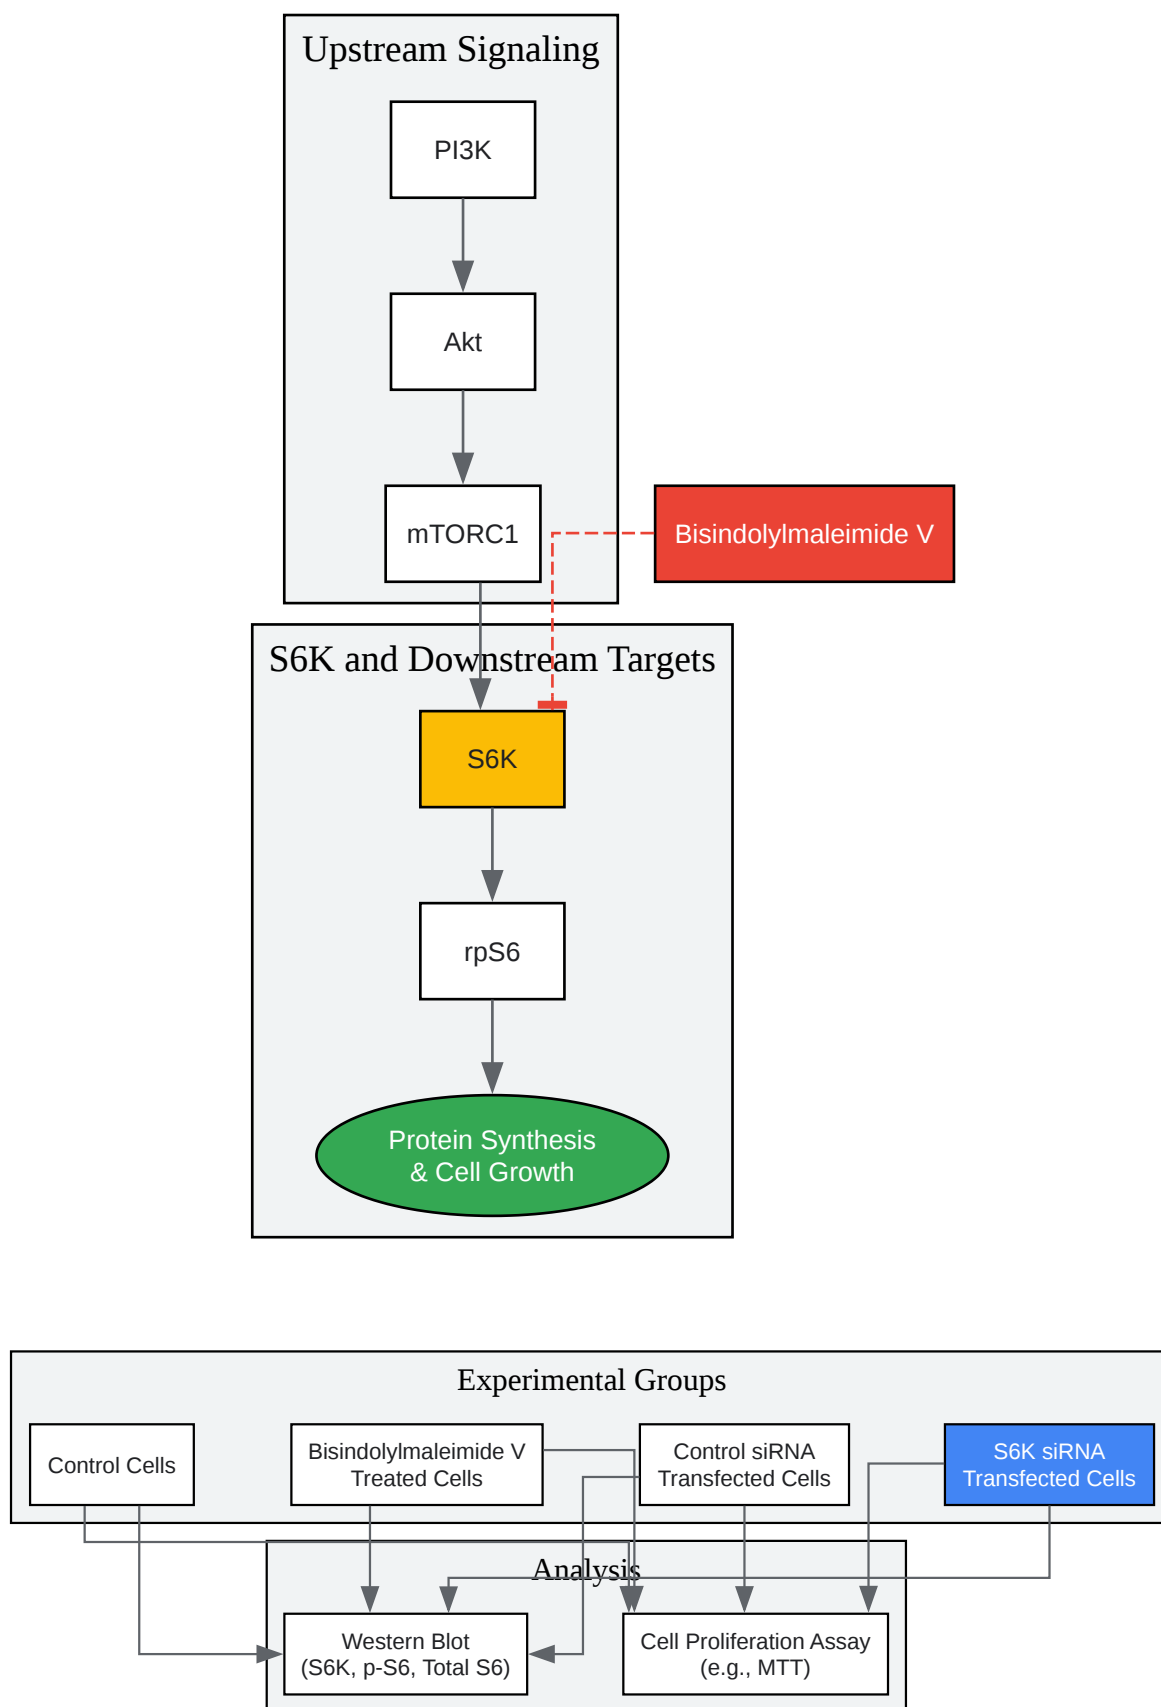 Upstream Signaling
PI3K
Akt
mTORC1
Bisindolylmaleimide V
S6K and Downstream Targets
S6K
rpS6
Protein Synthesis
& Cell Growth
Experimental Groups
Control Cells
Bisindolylmaleimide V
Treated Cells
Control siRNA
Transfected Cells
S6K siRNA
Transfected Cells
Analysis
Western Blot
(S6K, p-S6, Total S6)
Cell Proliferation Assay
(e.g., MTT)